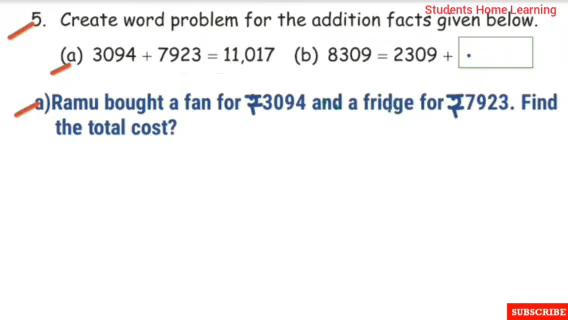 Students Home Learning
5. Create word problem for the addition facts given below.
(a) 3094 + 7923 = 11,017 (b) 8309 = 2309 +
a)Ramu bought a fan for ₹3094 and a fridge for ₹7923. Find
the total cost?
SUBSCRIBE